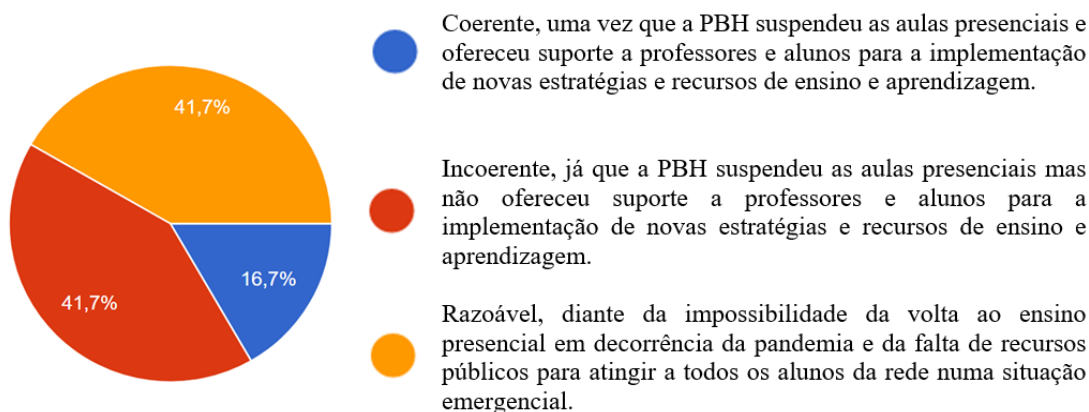 41,7%
41,7%
16,7%
Coerente, uma vez que a PBH suspendeu as aulas presenciais e
ofereceu suporte a professores e alunos para a implementação
de novas estratégias e recursos de ensino e aprendizagem.
Incoerente, já que a PBH suspendeu as aulas presenciais mas
não ofereceu suporte a professores e alunos para a
implementação de novas estratégias e recursos de ensino e
aprendizagem.
Razoável, diante da impossibilidade da volta ao ensino
presencial em decorrência da pandemia e da falta de recursos
públicos para atingir a todos os alunos da rede numa situação
emergencial.